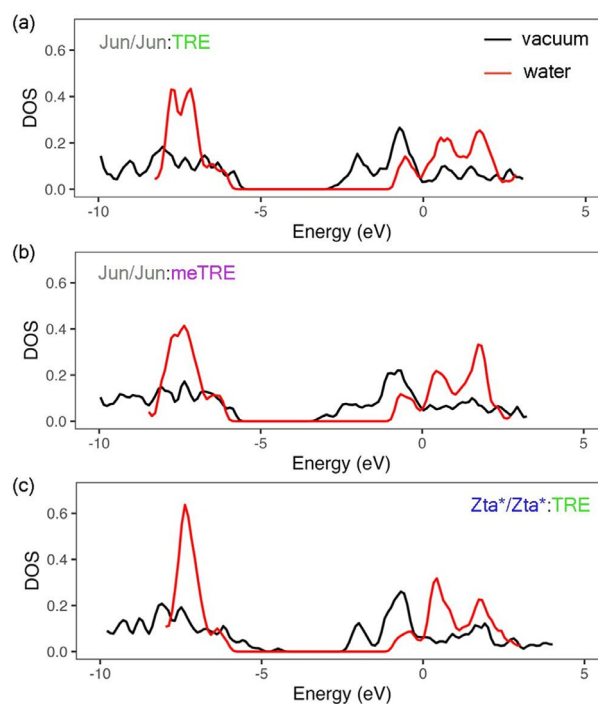 (a)
Jun/Jun:TRE
vacuum
water
DOS
0.6
0.4
0.2
0.0
-10
-5
0
5
Energy (eV)
(b)
Jun/Jun:meTRE
DOS
0.6
0.4
0.2
0.0
-10
-5
0
5
Energy (eV)
(c)
Zta*/Zta*:TRE
DOS
0.6
0.4
0.2
0.0
-10
-5
0
5
Energy (eV)